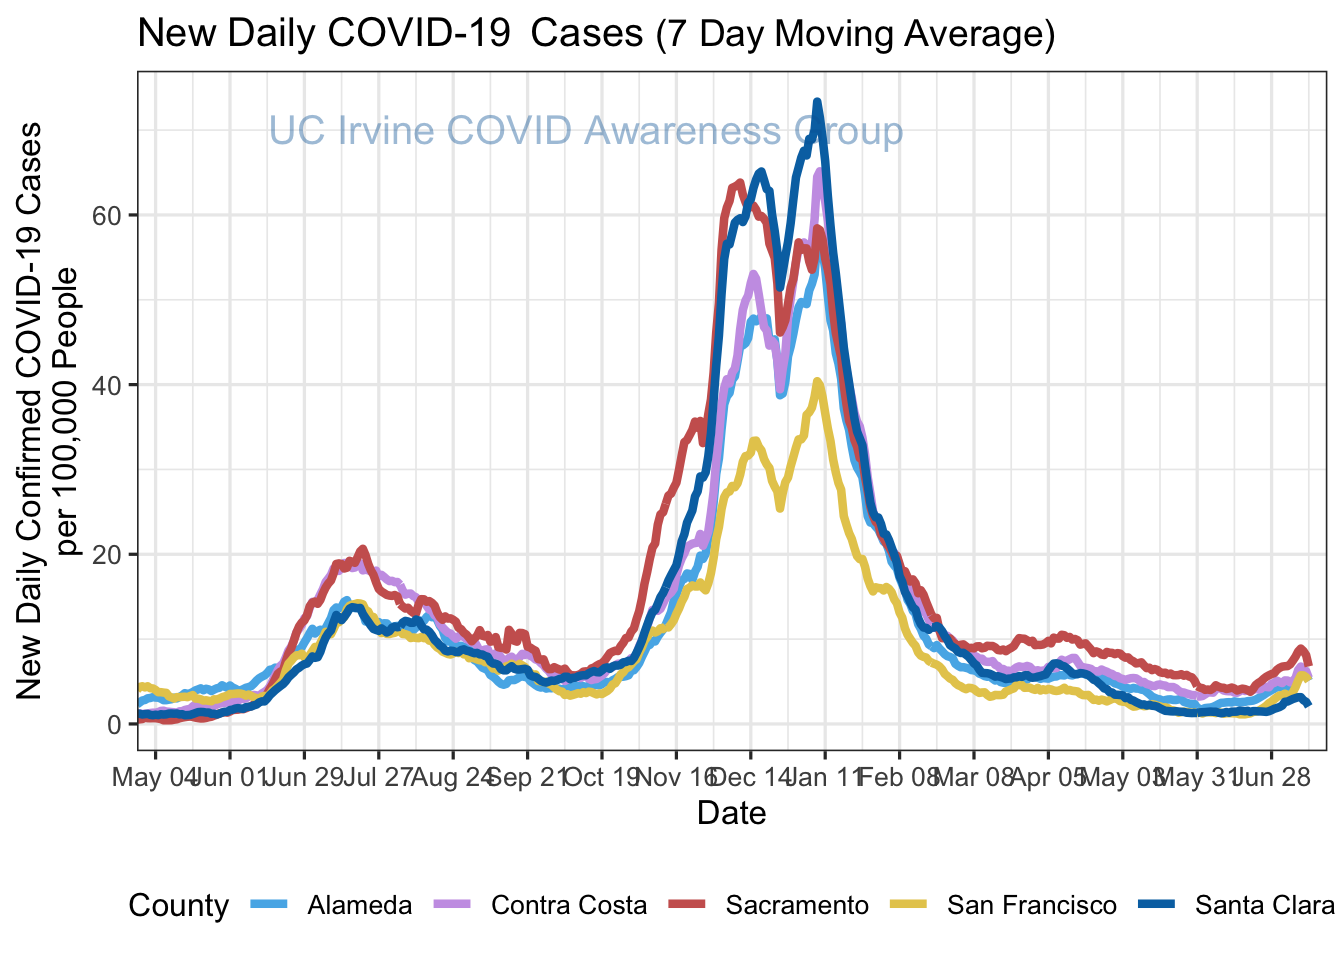 New Daily COVID-19 Cases (7 Day Moving Average)
UC Irvine COVID Awareness Group
New Daily Confirmed COVID-19 Cases
per 100,000 People
60
40
20
0
May 04 Jun 01 Jun 29 Jul 27 Aug 24 Sep 21 Oct 19 Nov 16 Dec 14 Jan 11 Feb 08 Mar 08 Apr 05 May 03 May 31 Jun 28
Date
County Alameda Contra Costa Sacramento San Francisco Santa Clara